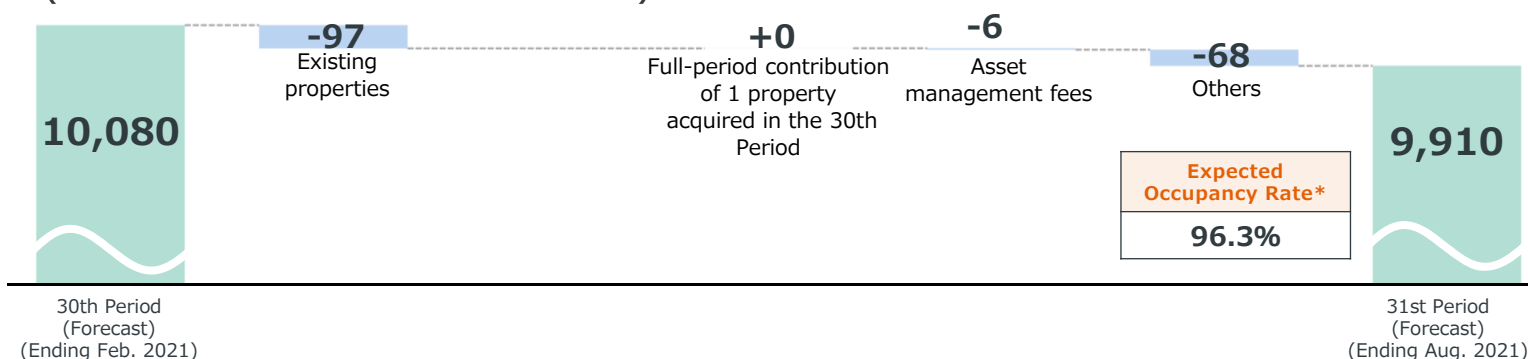 10,080
-97
Existing
properties
+0
Full-period contribution
of 1 property
acquired in the 30th
Period
-6
Asset
management fees
-68
Others
Expected
Occupancy Rate*
96.3%
9,910
30th Period
(Forecast)
(Ending Feb. 2021)
31st Period
(Forecast)
(Ending Aug. 2021)